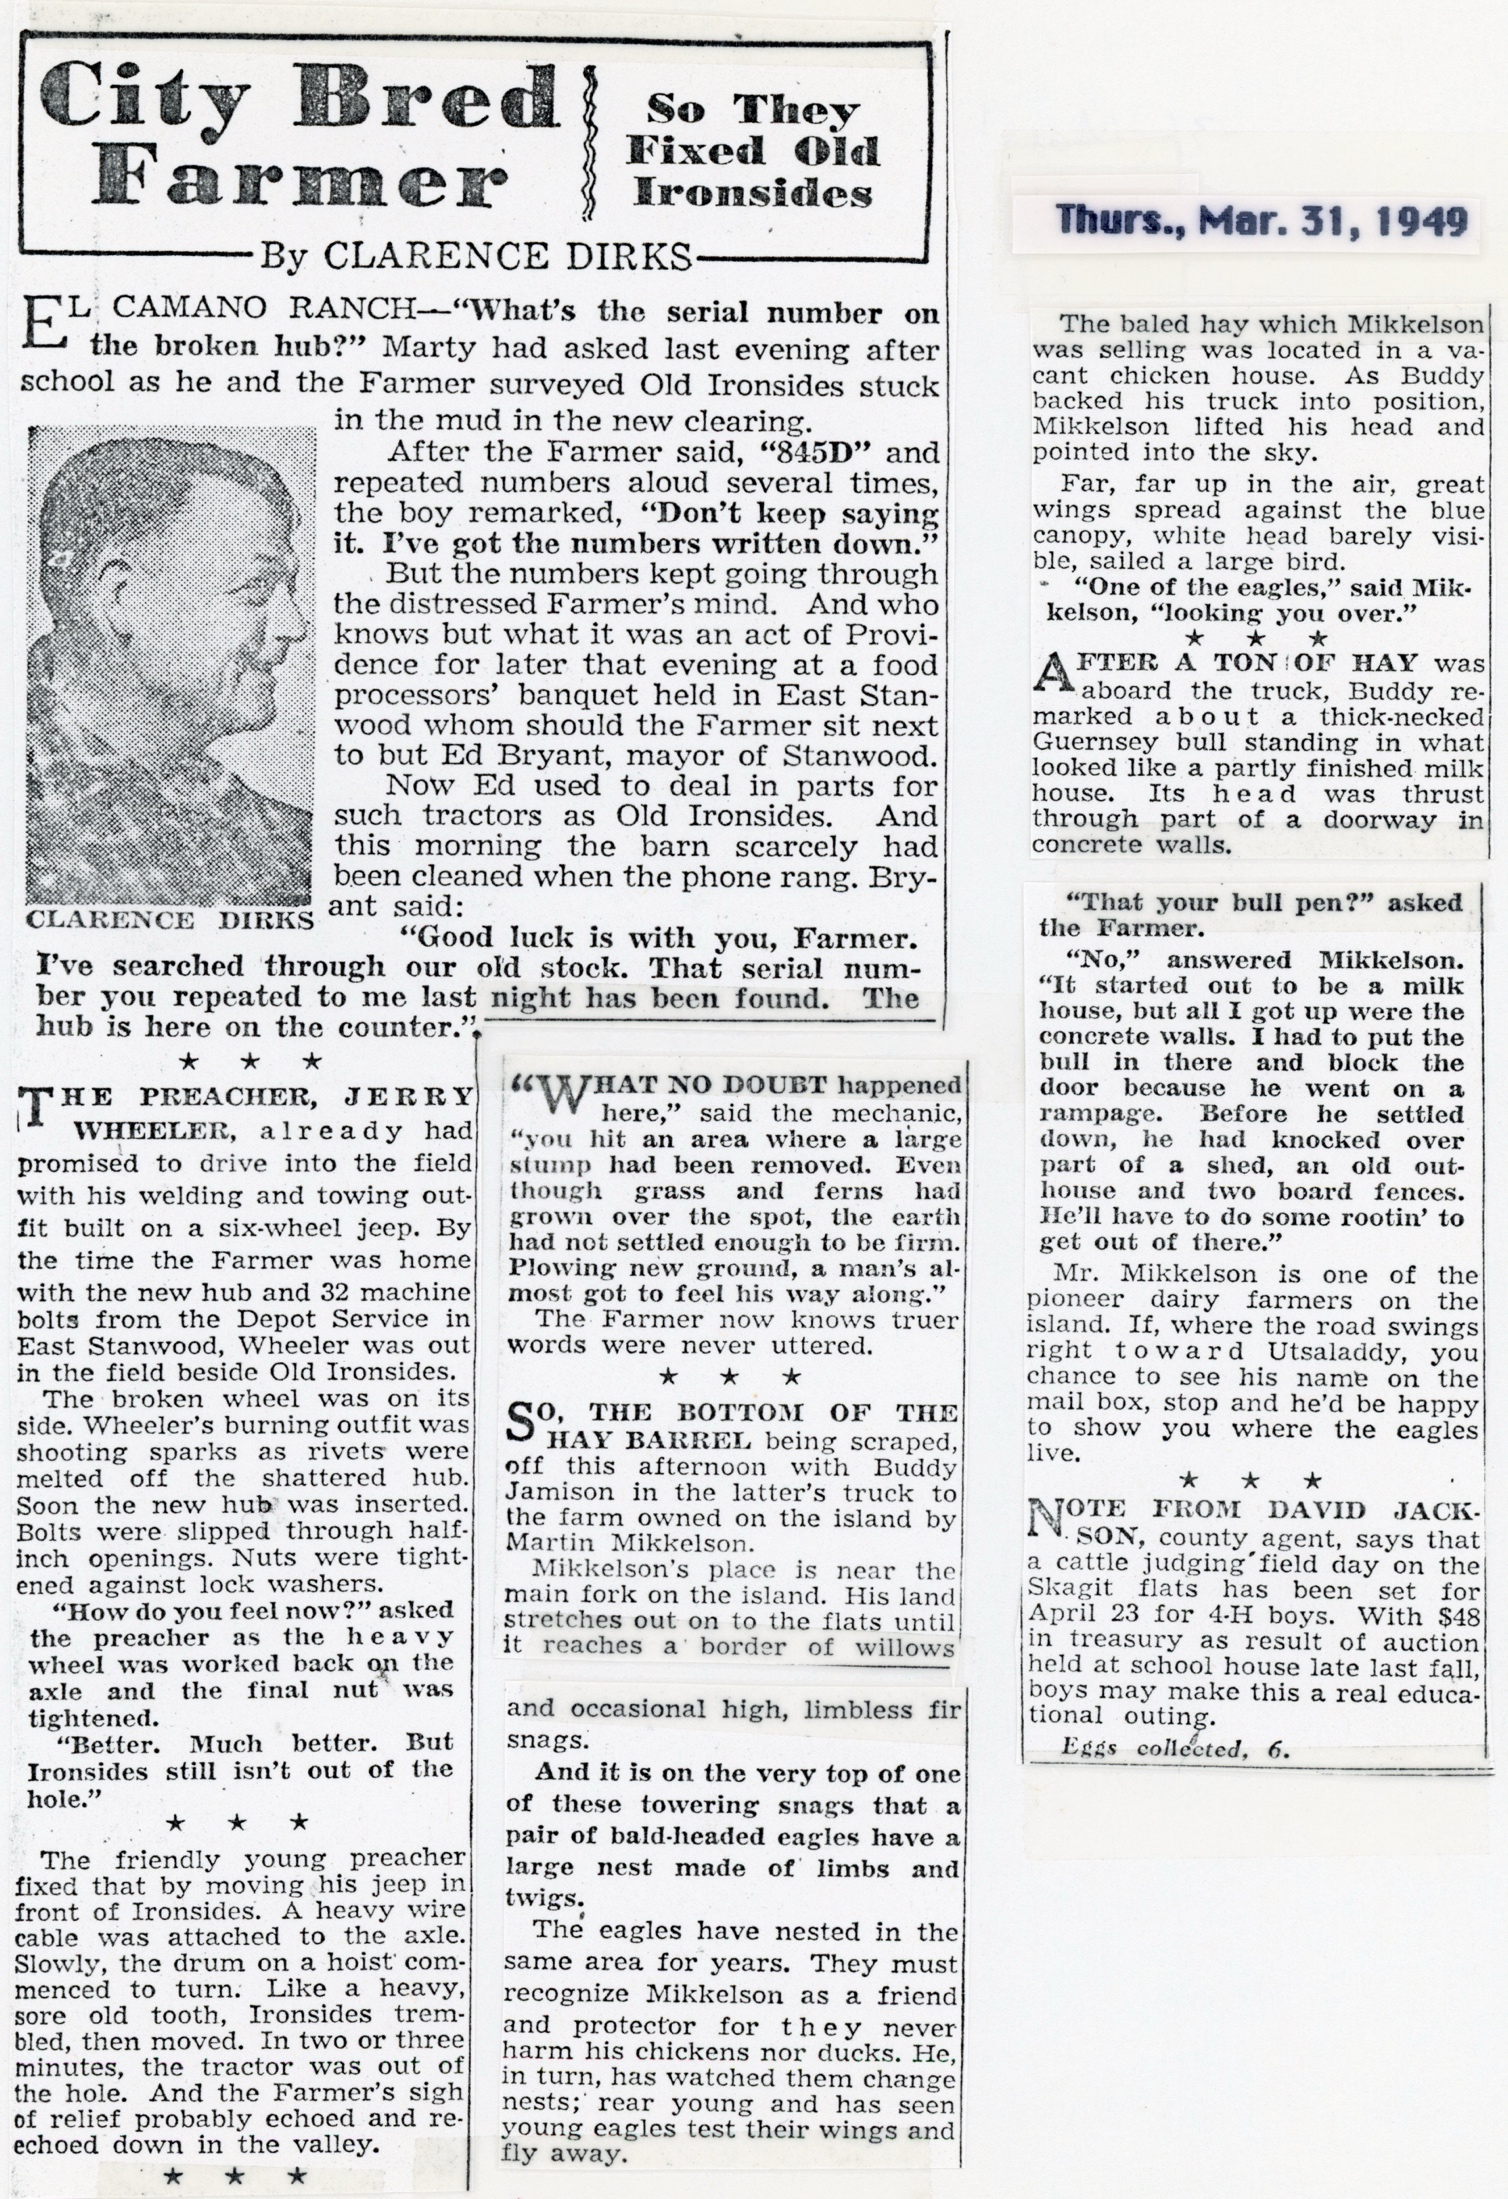 City Bred
Farmer
So They
Fixed Old
Ironsides
By CLARENCE DIRKS
EL CAMANO RANCH—“What's the serial number on
the broken hub?” Marty had asked last evening after
school as he and the Farmer surveyed Old Ironsides stuck
in the mud in the new clearing.
After the Farmer said, “845D” and
repeated numbers aloud several times,
the boy remarked, “Don't keep saying
it. I've got the numbers written down.”
But the numbers kept going through
the distressed Farmer's mind. And who
knows but what it was an act of Provi-
dence for later that evening at a food
processors' banquet held in East Stan-
wood whom should the Farmer sit next
to but Ed Bryant, mayor of Stanwood.
Now Ed used to deal in parts for
such tractors as Old Ironsides. And
this morning the barn scarcely had
been cleaned when the phone rang. Bry-
ant said:
CLARENCE DIRKS
“Good luck is with you, Farmer.
I've searched through our old stock. That serial num-
ber you repeated to me last night has been found. The
hub is here on the counter.”
★ ★ ★
THE PREACHER, JERRY
WHEELER, already had
promised to drive into the field
with his welding and towing out-
fit built on a six-wheel jeep. By
the time the Farmer was home
with the new hub and 32 machine
bolts from the Depot Service in
East Stanwood, Wheeler was out
in the field beside Old Ironsides.
The broken wheel was on its
side. Wheeler's burning outfit was
shooting sparks as rivets were
melted off the shattered hub.
Soon the new hub was inserted.
Bolts were slipped through half-
inch openings. Nuts were tight-
ened against lock washers.
“How do you feel now?” asked
the preacher as the heavy
wheel was worked back on the
axle and the final nut was
tightened.
“Better. Much better. But
Ironsides still isn't out of the
hole.”
★ ★ ★
The friendly young preacher
fixed that by moving his jeep in
front of Ironsides. A heavy wire
cable was attached to the axle.
Slowly, the drum on a hoist com-
menced to turn. Like a heavy,
sore old tooth, Ironsides trem-
bled, then moved. In two or three
minutes, the tractor was out of
the hole. And the Farmer's sigh
of relief probably echoed and re-
echoed down in the valley.
★ ★ ★
“WHAT NO DOUBT happened
here,” said the mechanic,
“you hit an area where a large
stump had been removed. Even
though grass and ferns had
grown over the spot, the earth
had not settled enough to be firm.
Plowing new ground, a man's al-
most got to feel his way along.”
The Farmer now knows truer
words were never uttered.
★ ★ ★
SO, THE BOTTOM OF THE
HAY BARREL being scraped,
off this afternoon with Buddy
Jamison in the latter's truck to
the farm owned on the island by
Martin Mikkelson.
Mikkelson's place is near the
main fork on the island. His land
stretches out on to the flats until
it reaches a border of willows
and occasional high, limbless fir
snags.
And it is on the very top of one
of these towering snags that a
pair of bald-headed eagles have a
large nest made of limbs and
twigs.
The eagles have nested in the
same area for years. They must
recognize Mikkelson as a friend
and protector for they never
harm his chickens nor ducks. He,
in turn, has watched them change
nests; rear young and has seen
young eagles test their wings and
fly away.
Thurs., Mar. 31, 1949
The baled hay which Mikkelson
was selling was located in a va-
cant chicken house. As Buddy
backed his truck into position,
Mikkelson lifted his head and
pointed into the sky.
Far, far up in the air, great
wings spread against the blue
canopy, white head barely visi-
ble, sailed a large bird.
“One of the eagles,” said Mik-
kelson, “looking you over.”
★ ★ ★
AFTER A TON OF HAY was
aboard the truck, Buddy re-
marked about a thick-necked
Guernsey bull standing in what
looked like a partly finished milk
house. Its head was thrust
through part of a doorway in
concrete walls.
“That your bull pen?” asked
the Farmer.
“No,” answered Mikkelson.
“It started out to be a milk
house, but all I got up were the
concrete walls. I had to put the
bull in there and block the
door because he went on a
rampage. Before he settled
down, he had knocked over
part of a shed, an old out-
house and two board fences.
He'll have to do some rootin' to
get out of there.”
Mr. Mikkelson is one of the
pioneer dairy farmers on the
island. If, where the road swings
right toward Utsaladdy, you
chance to see his name on the
mail box, stop and he'd be happy
to show you where the eagles
live.
★ ★ ★
NOTE FROM DAVID JACK-
SON, county agent, says that
a cattle judging field day on the
Skagit flats has been set for
April 23 for 4-H boys. With $48
in treasury as result of auction
held at school house late last fall,
boys may make this a real educa-
tional outing.
Eggs collected, 6.